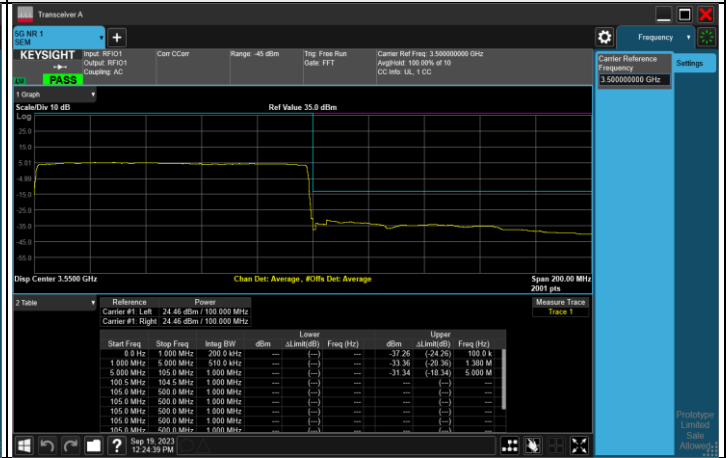 Transceiver A
5G NR 1
SEM
Frequency
KEYSIGHT
PASS
Input: RFIO1
Output: RFIO1
Coupling: AC
Corr CCorr
Range: -45 dBm
Trig: Free Run
Gate: FFT
Carrier Ref Freq: 3.500000000 GHz
Avg|Hold: 100.00% of 10
CC Info: UL, 1 CC
Carrier Reference
Frequency
3.500000000 GHz
Settings
1 Graph
Scale/Div 10 dB
Ref Value 35.0 dBm
Log
25.0
15.0
5.01
-4.99
-15.0
-25.0
-35.0
-45.0
-55.0
Disp Center 3.5500 GHz
Chan Det: Average, #Offs Det: Average
Span 200.00 MHz
2001 pts
2 Table
Measure Trace
Trace 1
Reference Power
Carrier #1: Left 24.46 dBm / 100.000 MHz
Carrier #1: Right 24.46 dBm / 100.000 MHz
Lower Upper
Start Freq Stop Freq Integ BW dBm ΔLimit(dB) Freq (Hz) dBm ΔLimit(dB) Freq (Hz)
0.0 Hz 1.000 MHz 200.0 kHz --- (---) --- -37.26 (-24.26) 100.0 k
1.000 MHz 5.000 MHz 510.0 kHz --- (---) --- -33.36 (-20.36) 1.380 M
5.000 MHz 105.0 MHz 1.000 MHz --- (---) --- -31.34 (-18.34) 5.000 M
100.5 MHz 104.5 MHz 1.000 MHz --- (---) --- --- (---) ---
105.0 MHz 500.0 MHz 1.000 MHz --- (---) --- --- (---) ---
105.0 MHz 500.0 MHz 1.000 MHz --- (---) --- --- (---) ---
105.0 MHz 500.0 MHz 1.000 MHz --- (---) --- --- (---) ---
105.0 MHz 500.0 MHz 1.000 MHz --- (---) --- --- (---) ---
105.0 MHz 500.0 MHz 1.000 MHz --- (---) --- --- (---) ---
Sep 19, 2023
12:24:39 PM
Prototype
Limited
Sale
Allowed